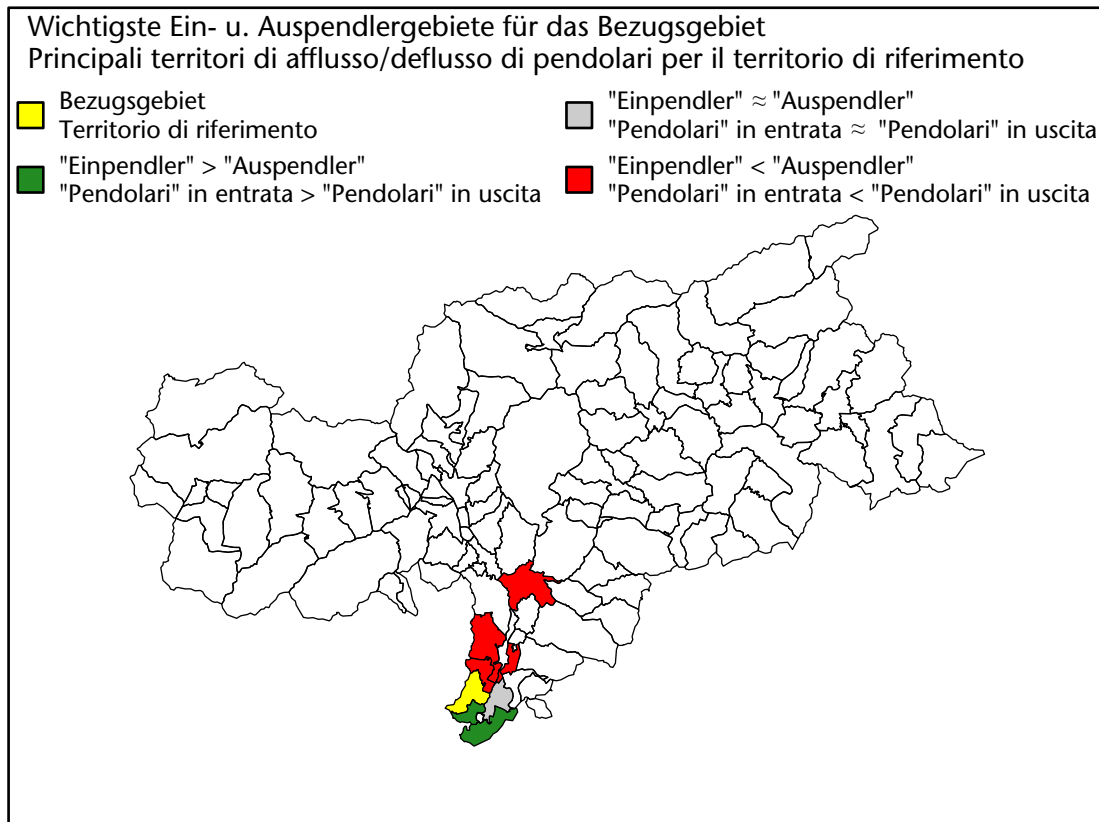 Wichtigste Ein- u. Auspendlergebiete für das Bezugsgebiet
Principali territori di afflusso/deflusso di pendolari per il territorio di riferimento
Bezugsgebiet
Territorio di riferimento
"Einpendler" > "Auspendler"
"Pendolari" in entrata > "Pendolari" in uscita
"Einpendler" ≈ "Auspendler"
"Pendolari" in entrata ≈ "Pendolari" in uscita
"Einpendler" < "Auspendler"
"Pendolari" in entrata < "Pendolari" in uscita